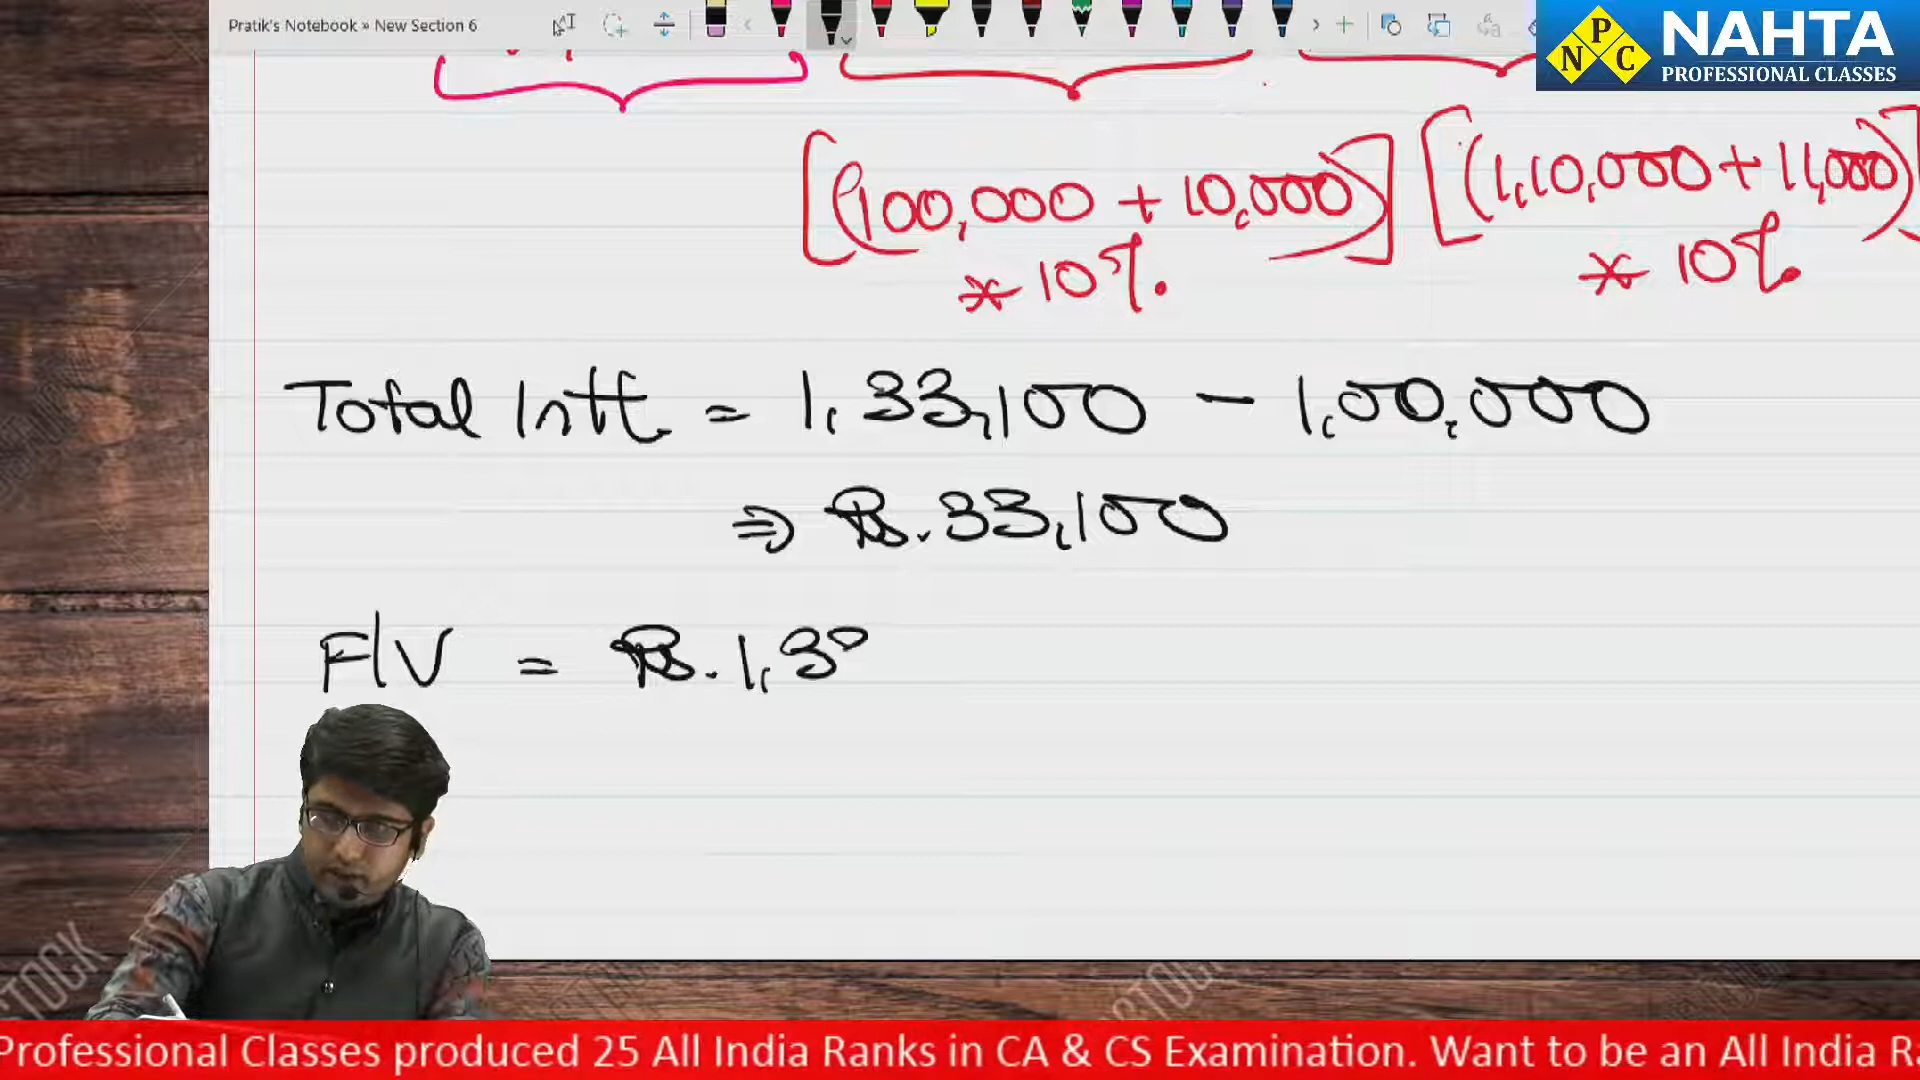 Pratik's Notebook » New Section 6
NPC
NAHTA
PROFESSIONAL CLASSES
[(100,000 + 10,000)] * 10%
[(1,10,000 + 11,000)] * 10%
Total Intt. = 1,33,100 - 1,00,000
⇒ Rs. 33,100
F/V = Rs. 1,3
Professional Classes produced 25 All India Ranks in CA & CS Examination. Want to be an All India Ra